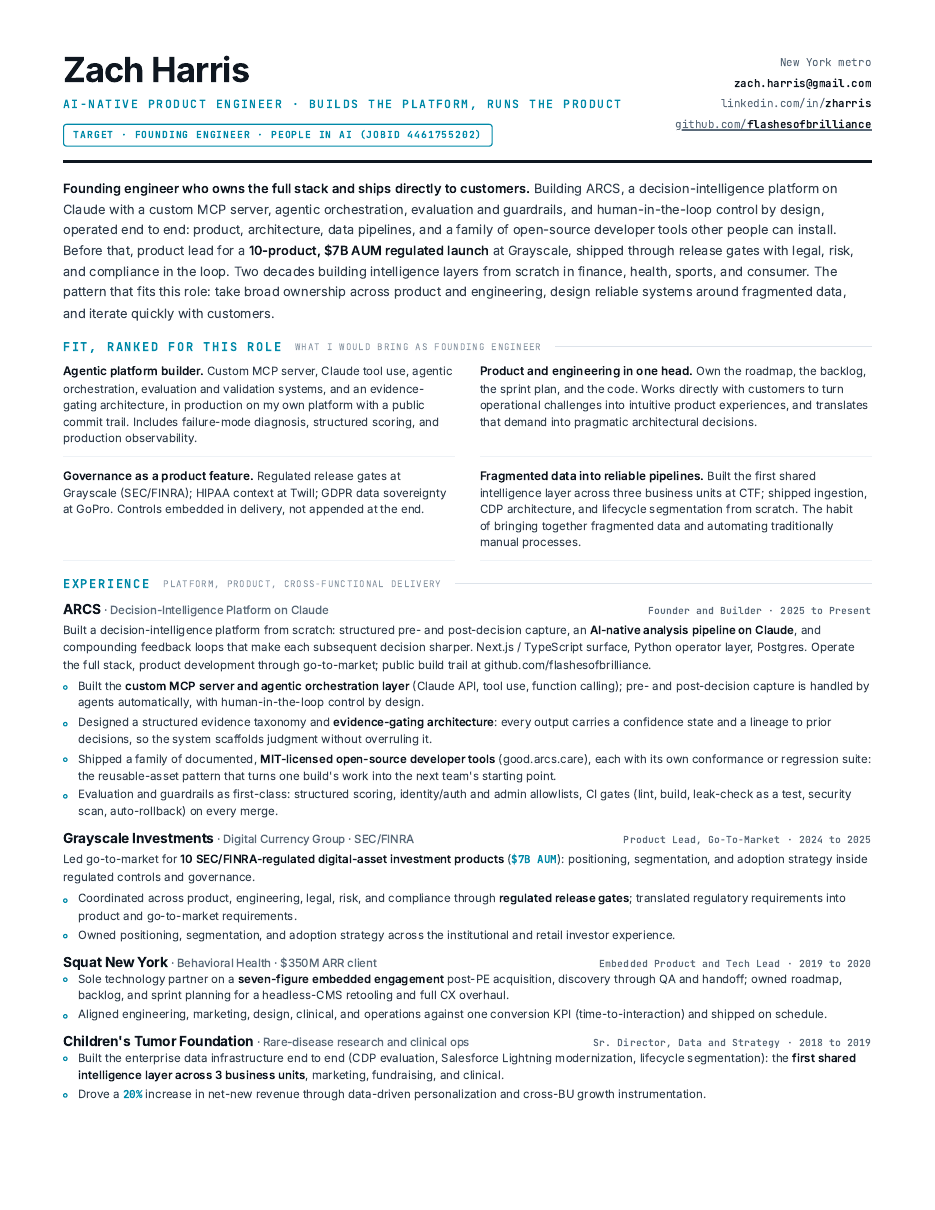 Zach Harris
AI-NATIVE PRODUCT ENGINEER · BUILDS THE PLATFORM, RUNS THE PRODUCT
TARGET · FOUNDING ENGINEER · PEOPLE IN AI (JOBID 4461755202)
New York metro
zach.harris@gmail.com
linkedin.com/in/zharris
github.com/flashesofbrilliance
Founding engineer who owns the full stack and ships directly to customers. Building ARCS, a decision-intelligence platform on
Claude with a custom MCP server, agentic orchestration, evaluation and guardrails, and human-in-the-loop control by design,
operated end to end: product, architecture, data pipelines, and a family of open-source developer tools other people can install.
Before that, product lead for a 10-product, $7B AUM regulated launch at Grayscale, shipped through release gates with legal, risk,
and compliance in the loop. Two decades building intelligence layers from scratch in finance, health, sports, and consumer. The
pattern that fits this role: take broad ownership across product and engineering, design reliable systems around fragmented data,
and iterate quickly with customers.
FIT, RANKED FOR THIS ROLE WHAT I WOULD BRING AS FOUNDING ENGINEER
Agentic platform builder. Custom MCP server, Claude tool use, agentic
orchestration, evaluation and validation systems, and an evidence-
gating architecture, in production on my own platform with a public
commit trail. Includes failure-mode diagnosis, structured scoring, and
production observability.
Product and engineering in one head. Own the roadmap, the backlog,
the sprint plan, and the code. Works directly with customers to turn
operational challenges into intuitive product experiences, and translates
that demand into pragmatic architectural decisions.
Governance as a product feature. Regulated release gates at
Grayscale (SEC/FINRA); HIPAA context at Twill; GDPR data sovereignty
at GoPro. Controls embedded in delivery, not appended at the end.
Fragmented data into reliable pipelines. Built the first shared
intelligence layer across three business units at CTF; shipped ingestion,
CDP architecture, and lifecycle segmentation from scratch. The habit
of bringing together fragmented data and automating traditionally
manual processes.
EXPERIENCE PLATFORM, PRODUCT, CROSS-FUNCTIONAL DELIVERY
ARCS · Decision-Intelligence Platform on Claude Founder and Builder · 2025 to Present
Built a decision-intelligence platform from scratch: structured pre- and post-decision capture, an AI-native analysis pipeline on Claude, and
compounding feedback loops that make each subsequent decision sharper. Next.js / TypeScript surface, Python operator layer, Postgres. Operate
the full stack, product development through go-to-market; public build trail at github.com/flashesofbrilliance.
Built the custom MCP server and agentic orchestration layer (Claude API, tool use, function calling); pre- and post-decision capture is handled by
agents automatically, with human-in-the-loop control by design.
Designed a structured evidence taxonomy and evidence-gating architecture: every output carries a confidence state and a lineage to prior
decisions, so the system scaffolds judgment without overruling it.
Shipped a family of documented, MIT-licensed open-source developer tools (good.arcs.care), each with its own conformance or regression suite:
the reusable-asset pattern that turns one build's work into the next team's starting point.
Evaluation and guardrails as first-class: structured scoring, identity/auth and admin allowlists, CI gates (lint, build, leak-check as a test, security
scan, auto-rollback) on every merge.
Grayscale Investments · Digital Currency Group · SEC/FINRA Product Lead, Go-To-Market · 2024 to 2025
Led go-to-market for 10 SEC/FINRA-regulated digital-asset investment products ($7B AUM): positioning, segmentation, and adoption strategy inside
regulated controls and governance.
Coordinated across product, engineering, legal, risk, and compliance through regulated release gates; translated regulatory requirements into
product and go-to-market requirements.
Owned positioning, segmentation, and adoption strategy across the institutional and retail investor experience.
Squat New York · Behavioral Health · $350M ARR client Embedded Product and Tech Lead · 2019 to 2020
Sole technology partner on a seven-figure embedded engagement post-PE acquisition, discovery through QA and handoff; owned roadmap,
backlog, and sprint planning for a headless-CMS retooling and full CX overhaul.
Aligned engineering, marketing, design, clinical, and operations against one conversion KPI (time-to-interaction) and shipped on schedule.
Children's Tumor Foundation · Rare-disease research and clinical ops Sr. Director, Data and Strategy · 2018 to 2019
Built the enterprise data infrastructure end to end (CDP evaluation, Salesforce Lightning modernization, lifecycle segmentation): the first shared
intelligence layer across 3 business units, marketing, fundraising, and clinical.
Drove a 20% increase in net-new revenue through data-driven personalization and cross-BU growth instrumentation.